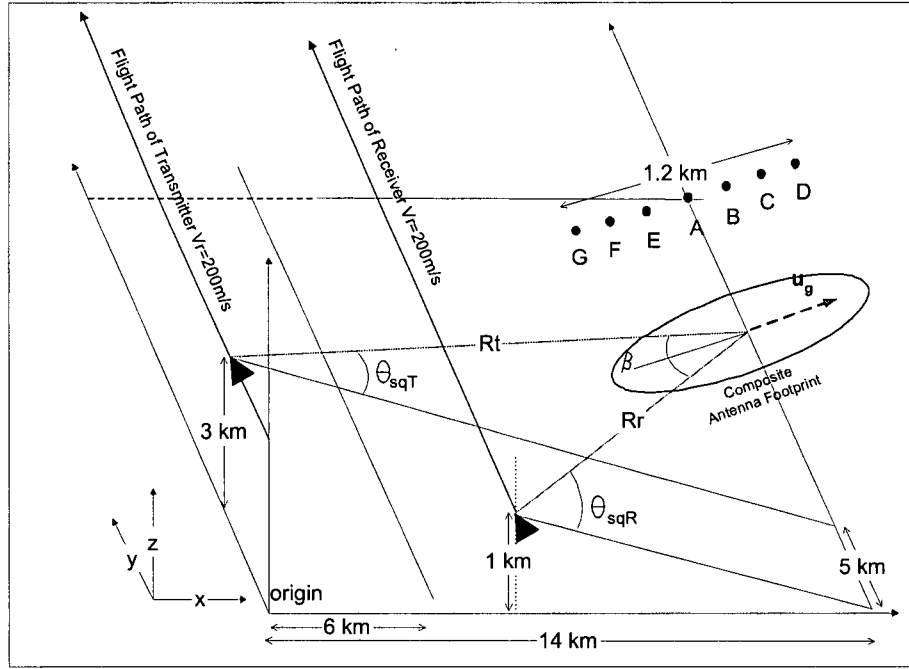 Flight Path of Transmitter Vr=200m/s
Flight Path of Receiver Vr=200m/s
1.2 km
G F E A B C D
u_g
Rt
β
Composite
Antenna Footprint
θsqT
Rr
3 km
θsqR
1 km
5 km
y z x
origin
6 km
14 km